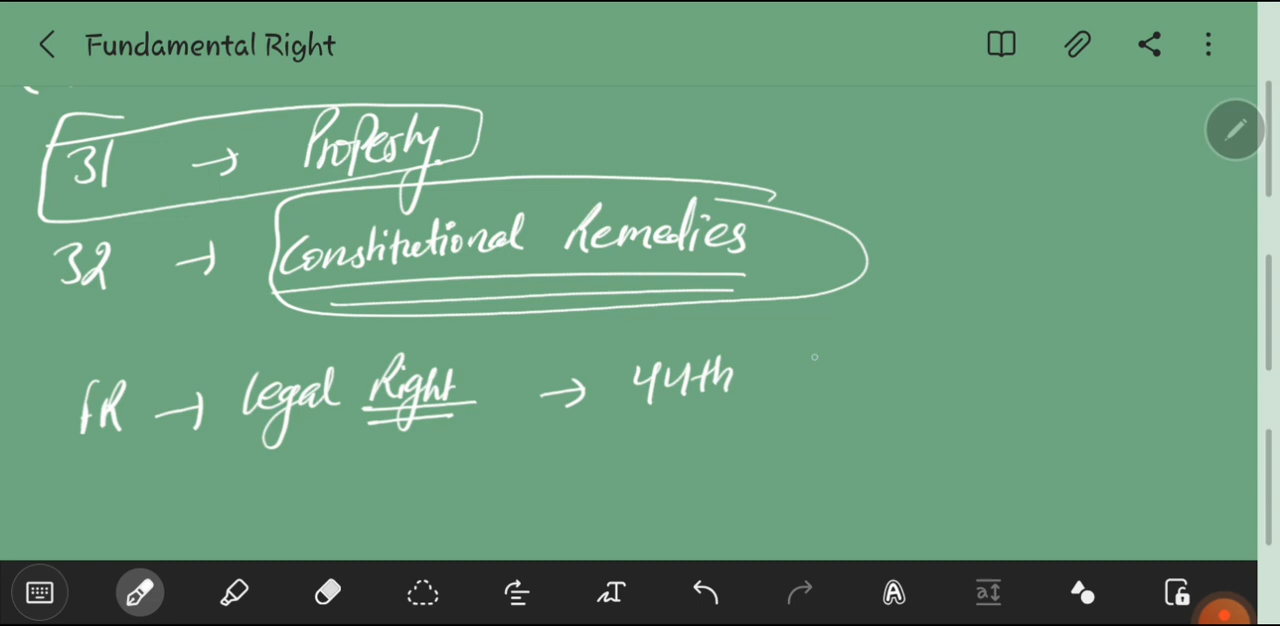 Fundamental Right
31 → Property
32 → Constitutional Remedies
FR → Legal Right → 44th